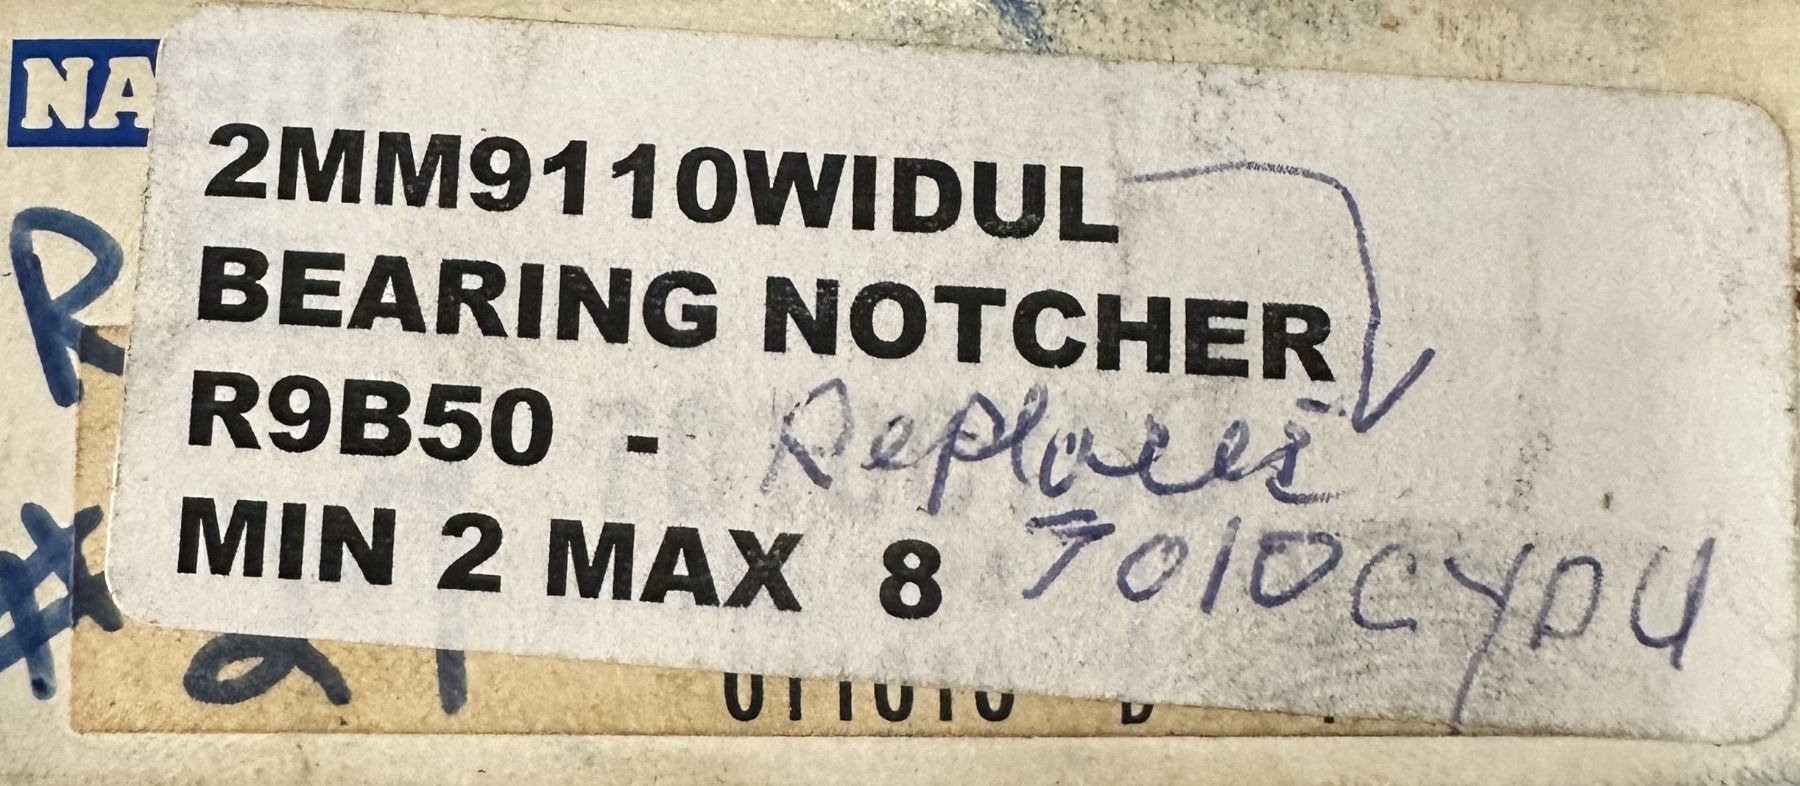 NA
2MM9110WIDUL
R
BEARING NOTCHER
R9B50 - Replaces
MIN 2 MAX 8 7010CYDU
#